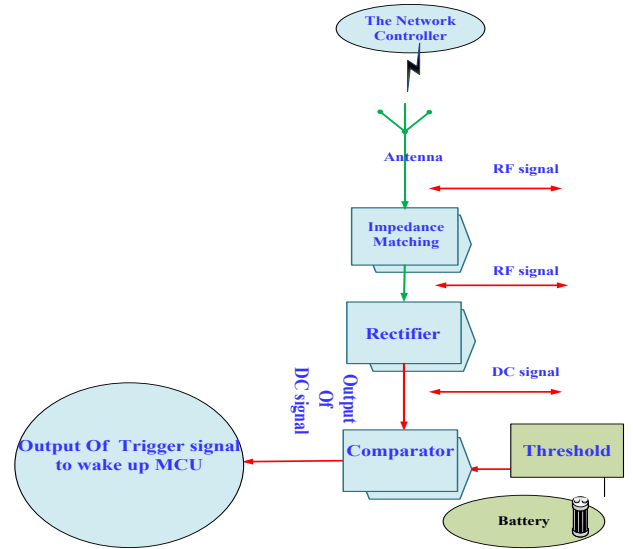 The Network
Controller
Antenna
RF signal
Impedance
Matching
RF signal
Rectifier
DC signal
Output
Of
DC signal
Output Of Trigger signal
to wake up MCU
Comparator
Threshold
Battery